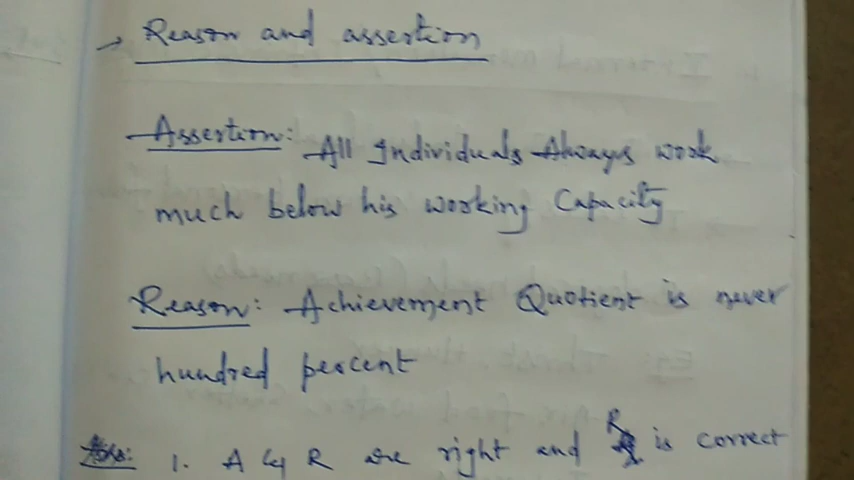 → Reason and assertion
Assertion: All Individuals Always work
much below his working Capacity
Reason: Achievement Quotient is never
hundred percent
Ans: 1. A & R are right and R is correct